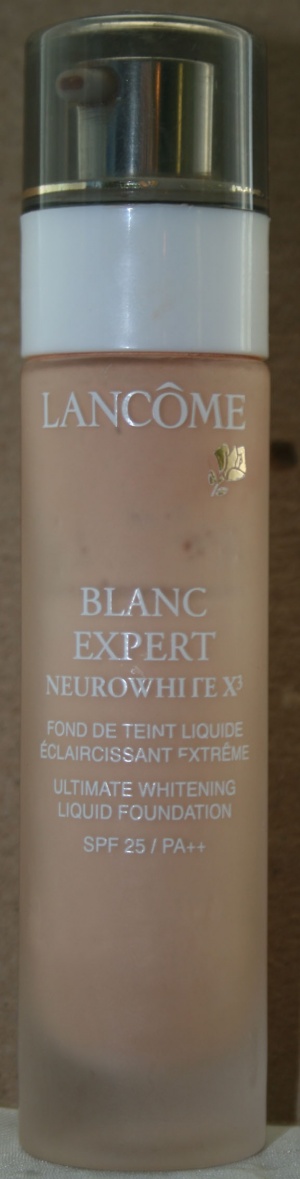 LANCÔME
BLANC
EXPERT
NEUROWHITE X³
FOND DE TEINT LIQUIDE
ÉCLAIRCISSANT EXTRÊME
ULTIMATE WHITENING
LIQUID FOUNDATION
SPF 25 / PA++